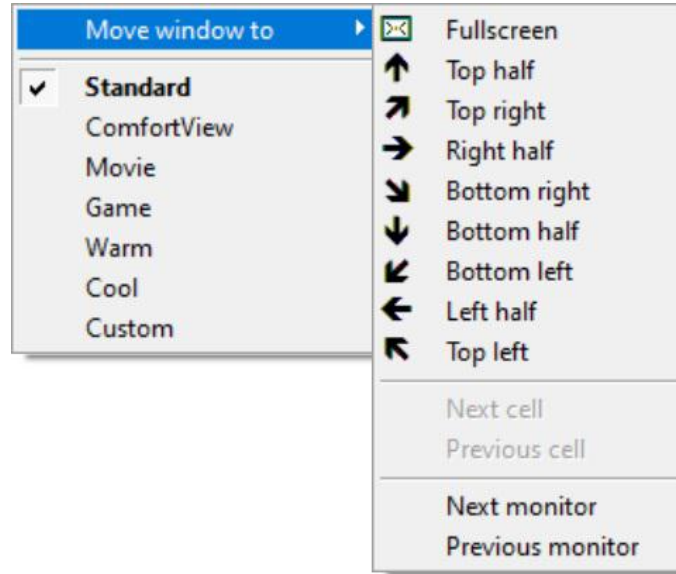 Move window to
Standard
ComfortView
Movie
Game
Warm
Cool
Custom
Fullscreen
Top half
Top right
Right half
Bottom right
Bottom half
Bottom left
Left half
Top left
Next cell
Previous cell
Next monitor
Previous monitor